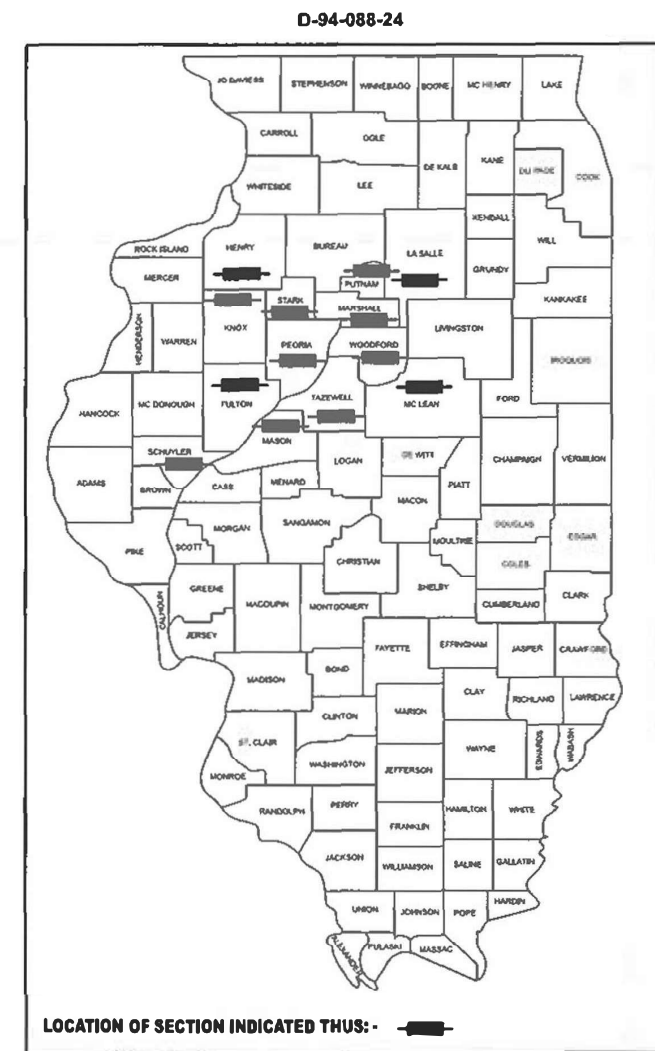 D-94-088-24
JO DAVIESS STEPHENSON WINNEBAGO BOONE MC HENRY LAKE
CARROLL OGLE
DE KALB KANE DU PAGE COOK
WHITESIDE LEE
KENDALL
ROCK ISLAND HENRY BUREAU LA SALLE WILL
MERCER PUTNAM GRUNDY
STARK MARSHALL KANKAKEE
HENDERSON WARREN KNOX LIVINGSTON
PEORIA WOODFORD IROQUOIS
HANCOCK MC DONOUGH FULTON TAZEWELL MC LEAN FORD
MASON
SCHUYLER LOGAN DE WITT CHAMPAIGN VERMILION
ADAMS BROWN CASS MENARD PIATT
MACON
PIKE SCOTT MORGAN SANGAMON MOULTRIE DOUGLAS EDGAR
CHRISTIAN COLES
CALHOUN GREENE MACOUPIN MONTGOMERY SHELBY CUMBERLAND CLARK
JERSEY
FAYETTE EFFINGHAM JASPER CRAWFORD
MADISON BOND
CLAY RICHLAND LAWRENCE
CLINTON MARION
ST. CLAIR WAYNE EDWARDS WABASH
MONROE WASHINGTON JEFFERSON
RANDOLPH PERRY HAMILTON WHITE
FRANKLIN
JACKSON WILLIAMSON SALINE GALLATIN
UNION JOHNSON POPE HARDIN
ALEXANDER PULASKI MASSAC
LOCATION OF SECTION INDICATED THUS: -